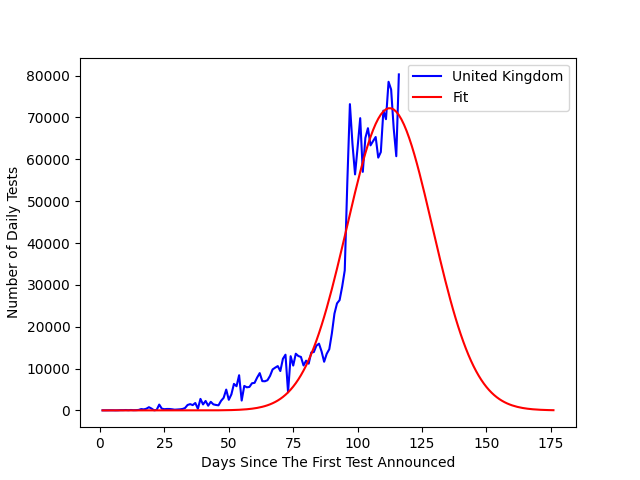 United Kingdom
Fit
80000
70000
60000
50000
40000
30000
20000
10000
0
Number of Daily Tests
0 25 50 75 100 125 150 175
Days Since The First Test Announced